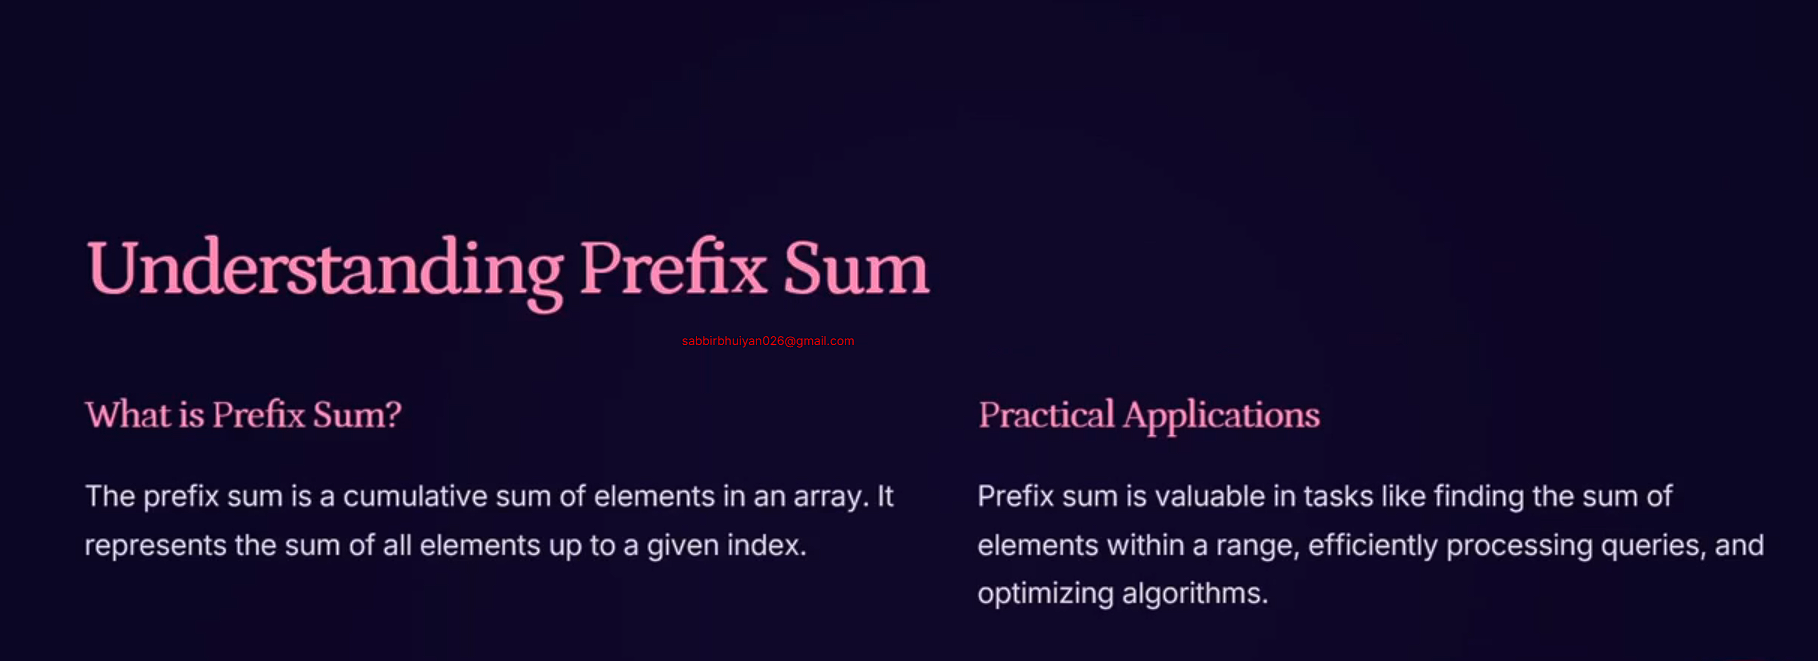 Understanding Prefix Sum
sabbirbhuiyan026@gmail.com
What is Prefix Sum?
The prefix sum is a cumulative sum of elements in an array. It
represents the sum of all elements up to a given index.
Practical Applications
Prefix sum is valuable in tasks like finding the sum of
elements within a range, efficiently processing queries, and
optimizing algorithms.